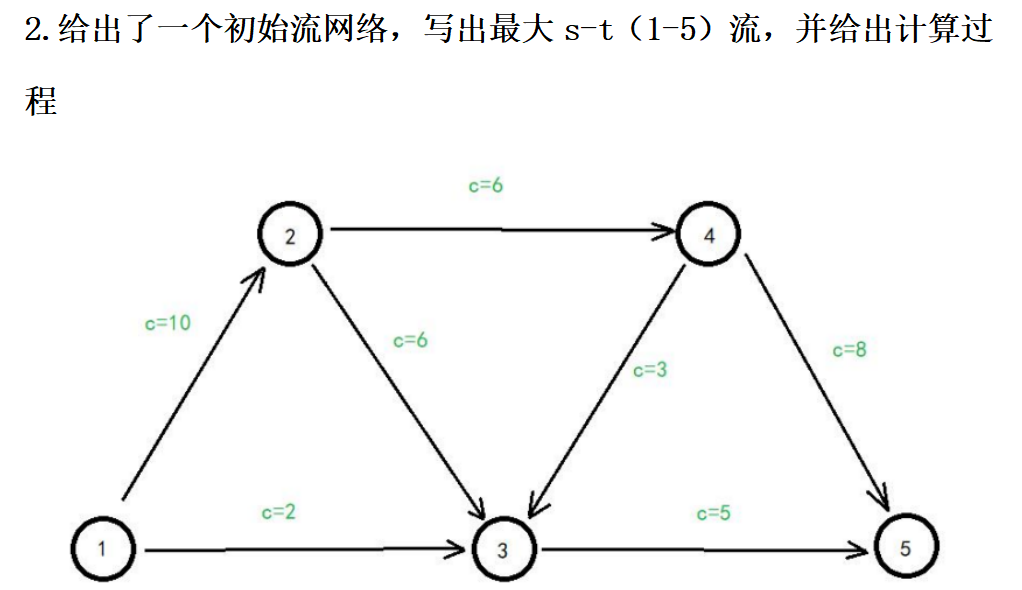 2.给出了一个初始流网络，写出最大 s-t（1-5）流，并给出计算过
程
c=6
2
4
c=10
c=6
c=8
c=3
c=2
c=5
1
3
5